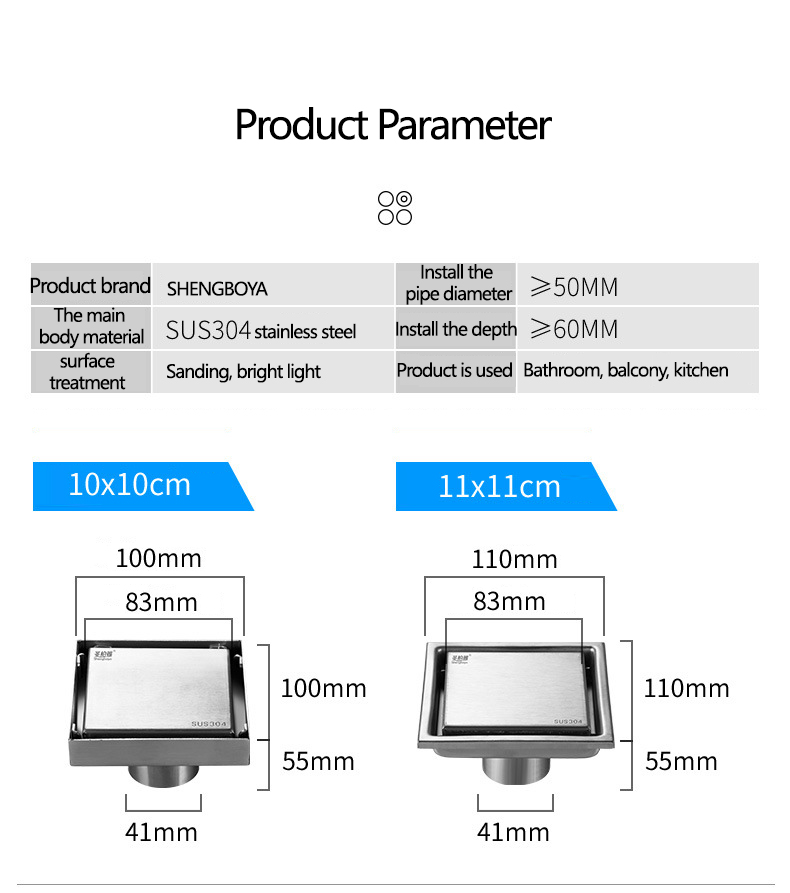 Product Parameter
Product brand
SHENGBOYA
Install the
pipe diameter
≥50MM
The main
body material
SUS304 stainless steel
Install the depth
≥60MM
surface
treatment
Sanding, bright light
Product is used
Bathroom, balcony, kitchen
10x10cm
11x11cm
100mm
83mm
100mm
55mm
41mm
SUS304
110mm
83mm
110mm
55mm
41mm
SUS304